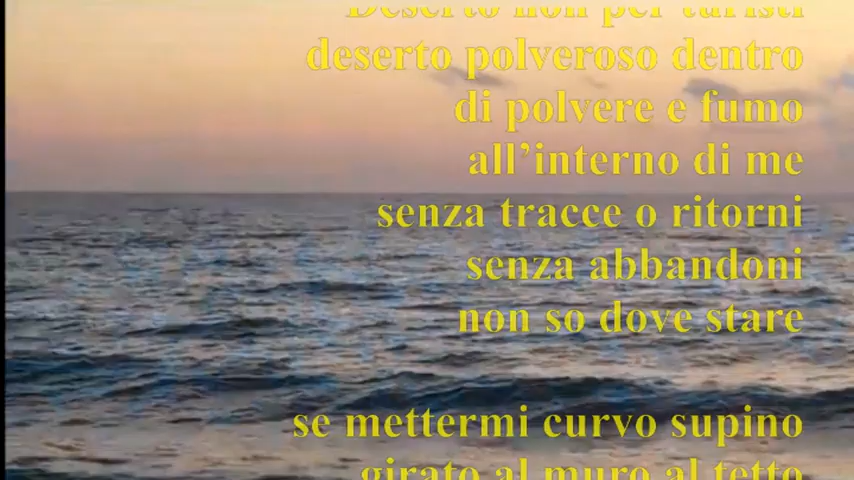 Deserto non per turisti
deserto polveroso dentro
di polvere e fumo
all’interno di me
senza tracce o ritorni
senza abbandoni
non so dove stare
se mettermi curvo supino
girato al muro al tetto